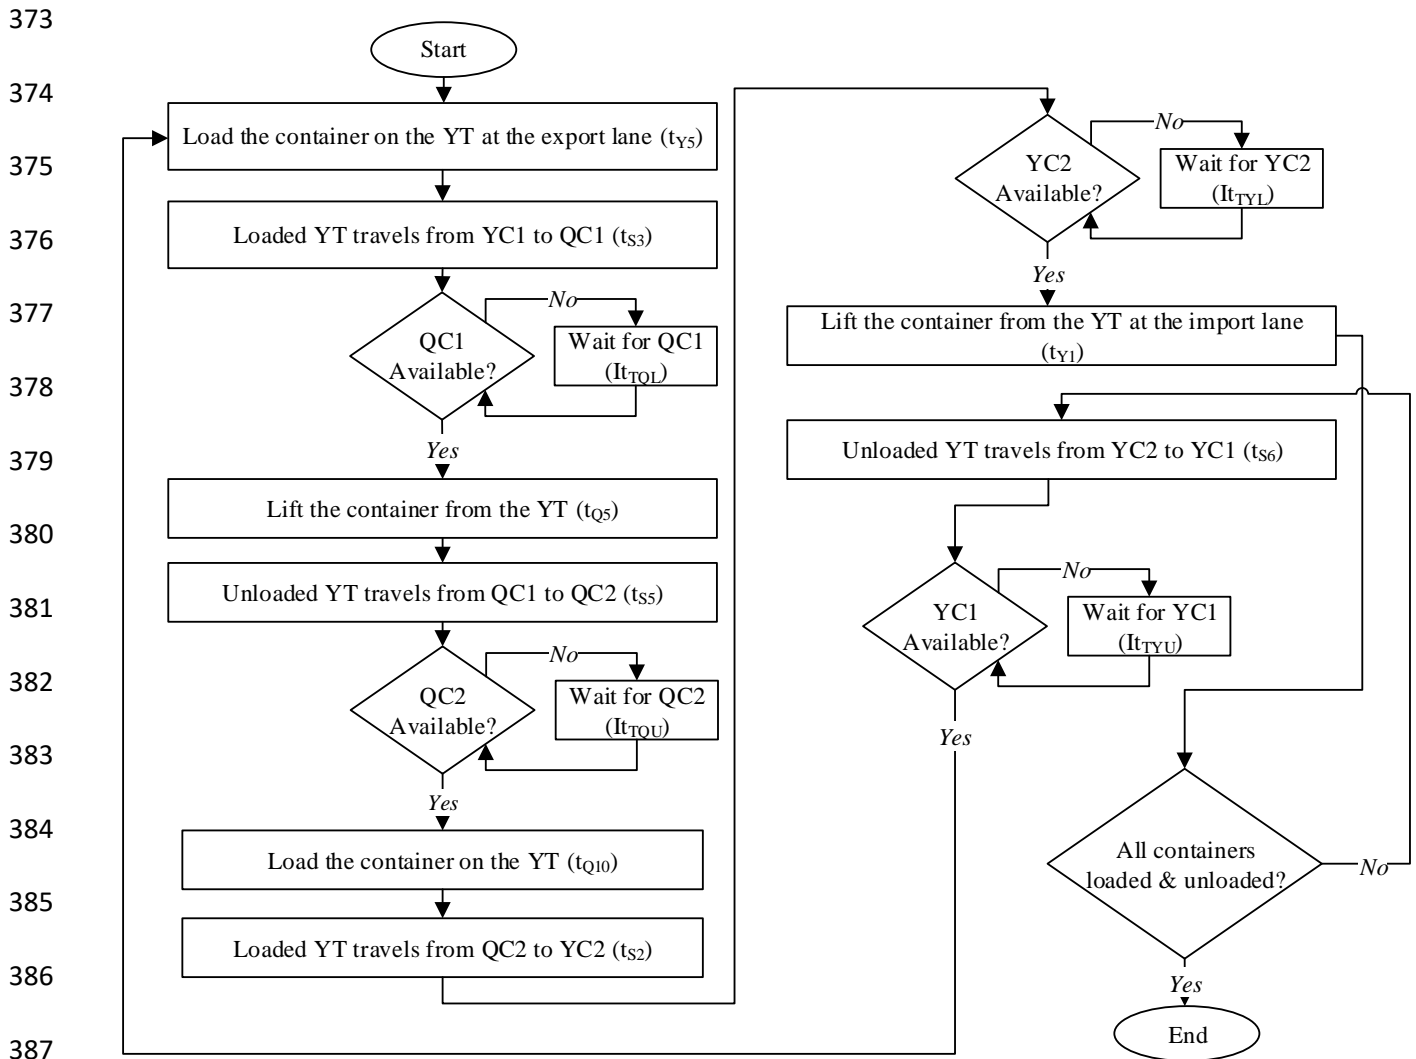 373
374
375
376
377
378
379
380
381
382
383
384
385
386
387
Start
Load the container on the YT at the export lane (tY5)
Loaded YT travels from YC1 to QC1 (tS3)
QC1
Available?
No
Wait for QC1
(ItTQL)
Yes
Lift the container from the YT (tQ5)
Unloaded YT travels from QC1 to QC2 (tS5)
QC2
Available?
No
Wait for QC2
(ItTQU)
Yes
Load the container on the YT (tQ10)
Loaded YT travels from QC2 to YC2 (tS2)
YC2
Available?
No
Wait for YC2
(ItTYL)
Yes
Lift the container from the YT at the import lane
(tY1)
Unloaded YT travels from YC2 to YC1 (tS6)
YC1
Available?
No
Wait for YC1
(ItTYU)
Yes
All containers
loaded & unloaded?
No
Yes
End